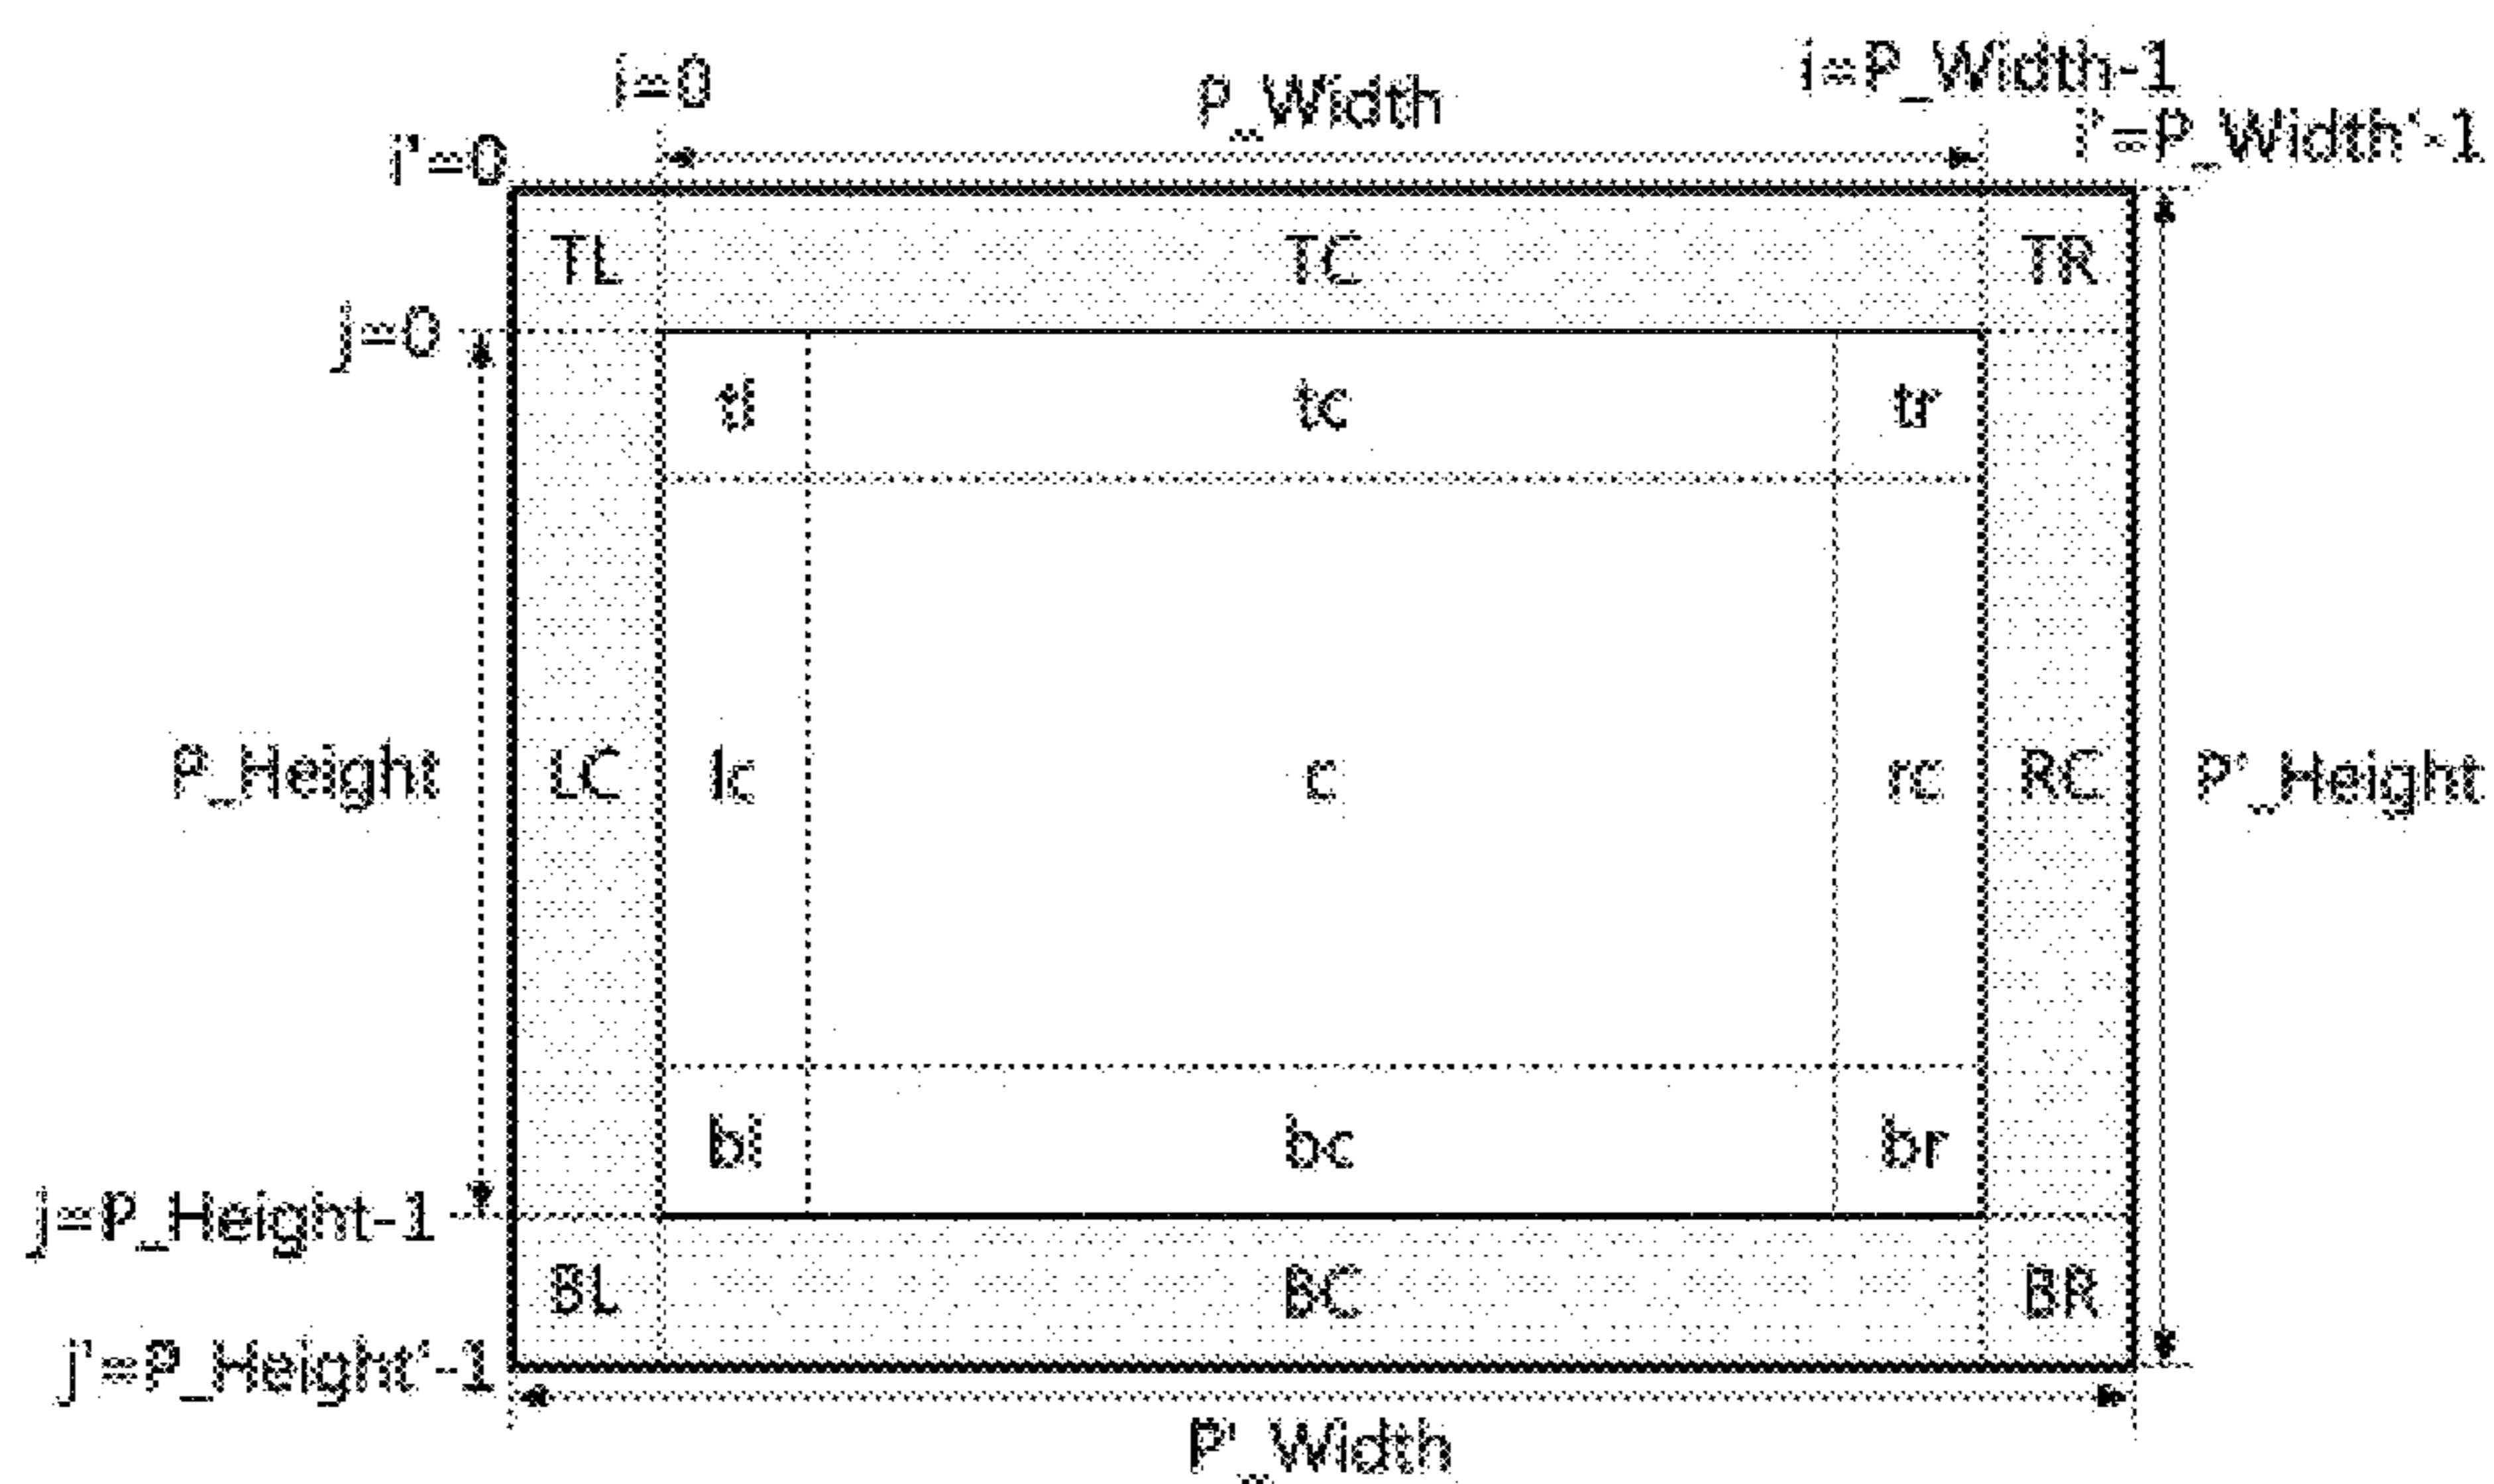 i=0
P_Width
i=P_Width-1
i'=0
i'=P_Width'-1
TL TC TR
j=0
tl tc tr
P_Height LC lc c rc RC P'_Height
bl bc br
j=P_Height-1
BL BC BR
j'=P_Height'-1
P'_Width